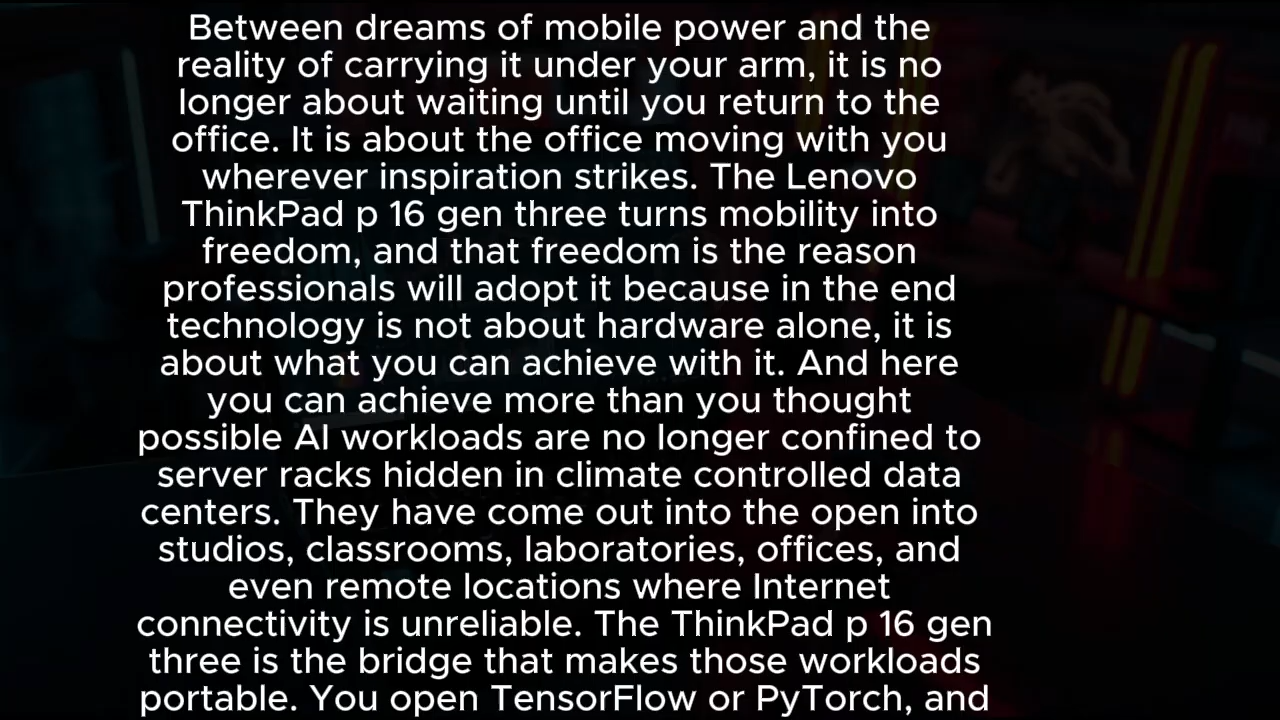 Between dreams of mobile power and the
reality of carrying it under your arm, it is no
longer about waiting until you return to the
office. It is about the office moving with you
wherever inspiration strikes. The Lenovo
ThinkPad p 16 gen three turns mobility into
freedom, and that freedom is the reason
professionals will adopt it because in the end
technology is not about hardware alone, it is
about what you can achieve with it. And here
you can achieve more than you thought
possible AI workloads are no longer confined to
server racks hidden in climate controlled data
centers. They have come out into the open into
studios, classrooms, laboratories, offices, and
even remote locations where Internet
connectivity is unreliable. The ThinkPad p 16 gen
three is the bridge that makes those workloads
portable. You open TensorFlow or PyTorch, and